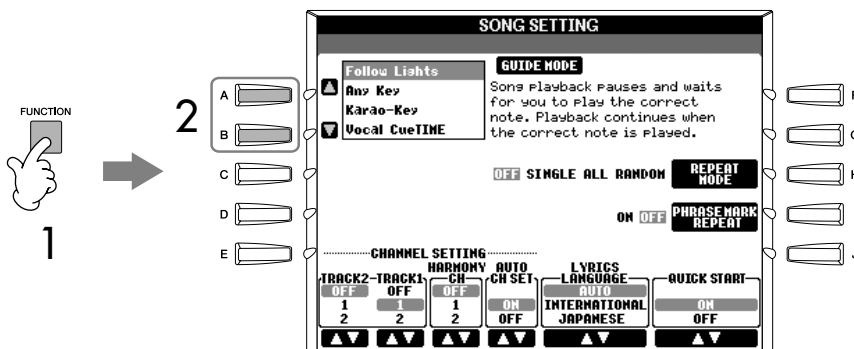 SONG SETTING
FUNCTION
1
2
A
B
C
D
E
Follow Lights
Any Key
Karao-Key
Vocal CueTIME
GUIDE MODE
Song Playback pauses and waits
for you to Play the correct
note. Playback continues when
the correct note is Played.
OFF SINGLE ALL RANDOM REPEAT MODE
ON OFF PHRASE MARK REPEAT
CHANNEL SETTING
TRACK2 TRACK1 HARMONY CH AUTO CH SET LYRICS LANGUAGE QUICK START
OFF OFF OFF AUTO
1 1 1 ON INTERNATIONAL ON
2 2 2 OFF JAPANESE OFF